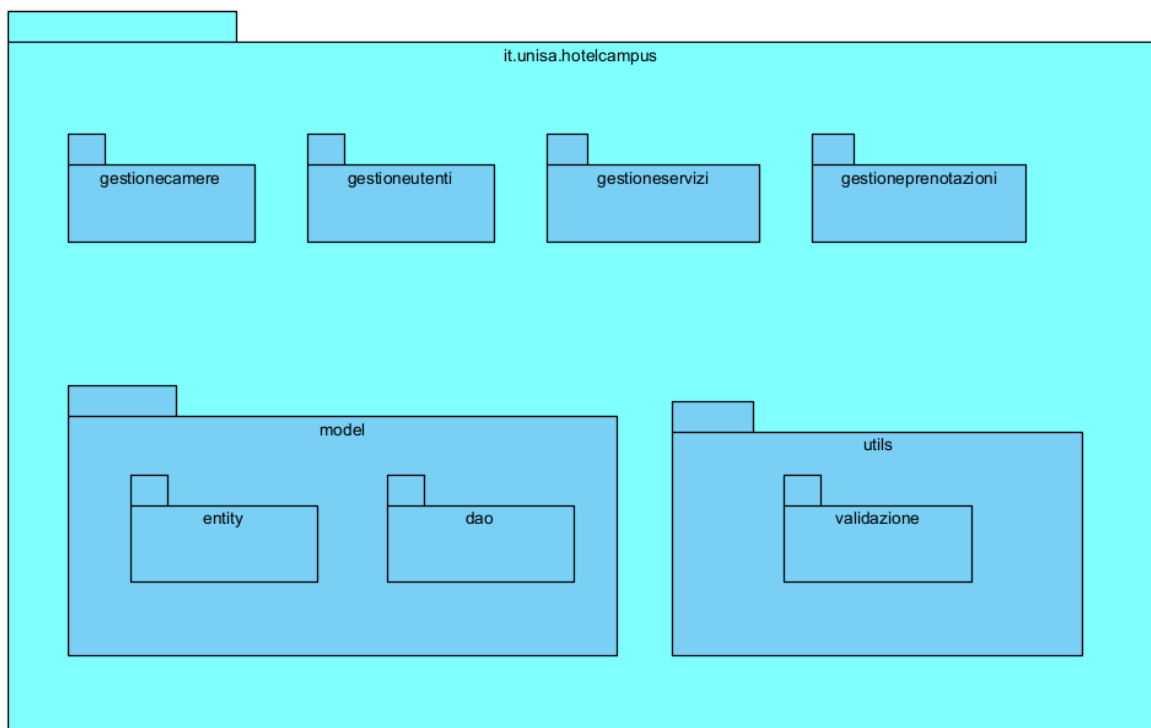 it.unisa.hotelcampus
gestionecamere
gestioneutenti
gestioneservizi
gestioneprenotazioni
model
utils
entity
dao
validazione